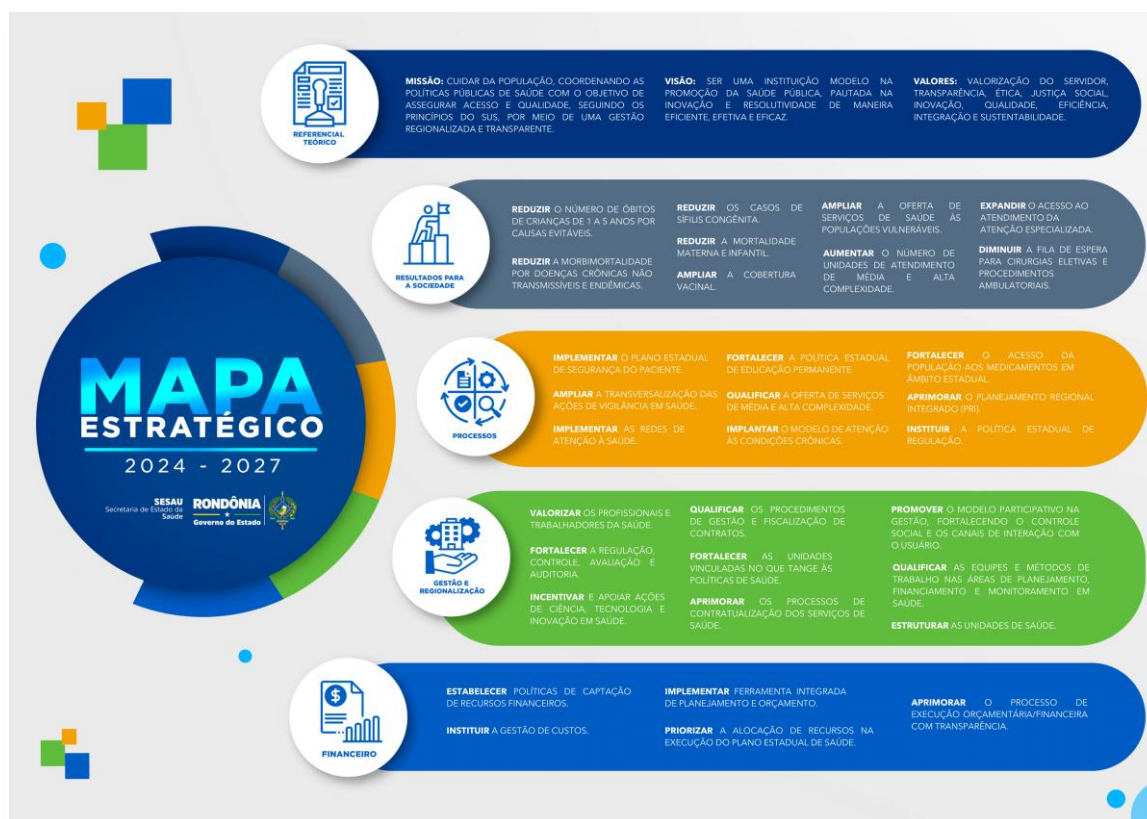 MISSÃO: CUIDAR DA POPULAÇÃO, COORDENANDO AS
POLÍTICAS PÚBLICAS DE SAÚDE COM O OBJETIVO DE
ASSEGURAR ACESSO E QUALIDADE, SEGUINDO OS
PRINCÍPIOS DO SUS, POR MEIO DE UMA GESTÃO
REGIONALIZADA E TRANSPARENTE.
VISÃO: SER UMA INSTITUIÇÃO MODELO NA
PROMOÇÃO DA SAÚDE PÚBLICA, PAUTADA NA
INOVAÇÃO E RESOLUTIVIDADE DE MANEIRA
EFICIENTE, EFETIVA E EFICAZ.
VALORES: VALORIZAÇÃO DO SERVIDOR,
TRANSPARÊNCIA, ÉTICA, JUSTIÇA SOCIAL,
INOVAÇÃO, QUALIDADE, EFICIÊNCIA,
INTEGRAÇÃO E SUSTENTABILIDADE.
REFERENCIAL
TEÓRICO
REDUZIR O NÚMERO DE ÓBITOS
DE CRIANÇAS DE 1 A 5 ANOS POR
CAUSAS EVITÁVEIS.
REDUZIR A MORBIMORTALIDADE
POR DOENÇAS CRÔNICAS NÃO
TRANSMISSÍVEIS E ENDÊMICAS.
REDUZIR OS CASOS DE
SÍFILIS CONGÊNITA.
REDUZIR A MORTALIDADE
MATERNA E INFANTIL.
AMPLIAR A COBERTURA
VACINAL.
AMPLIAR A OFERTA DE
SERVIÇOS DE SAÚDE ÀS
POPULAÇÕES VULNERÁVEIS.
AUMENTAR O NÚMERO DE
UNIDADES DE ATENDIMENTO
DE MÉDIA E ALTA
COMPLEXIDADE.
EXPANDIR O ACESSO AO
ATENDIMENTO DA
ATENÇÃO ESPECIALIZADA.
DIMINUIR A FILA DE ESPERA
PARA CIRURGIAS ELETIVAS E
PROCEDIMENTOS
AMBULATORIAIS.
RESULTADOS PARA
A SOCIEDADE
MAPA
ESTRATÉGICO
2024 - 2027
SESAU
Secretaria de Estado da
Saúde
RONDÔNIA
Governo do Estado
IMPLEMENTAR O PLANO ESTADUAL
DE SEGURANÇA DO PACIENTE.
AMPLIAR A TRANSVERSALIZAÇÃO DAS
AÇÕES DE VIGILÂNCIA EM SAÚDE.
IMPLEMENTAR AS REDES DE
ATENÇÃO À SAÚDE.
FORTALECER A POLÍTICA ESTADUAL
DE EDUCAÇÃO PERMANENTE.
QUALIFICAR A OFERTA DE SERVIÇOS
DE MÉDIA E ALTA COMPLEXIDADE.
IMPLANTAR O MODELO DE ATENÇÃO
ÀS CONDIÇÕES CRÔNICAS.
FORTALECER O ACESSO DA
POPULAÇÃO AOS MEDICAMENTOS EM
ÂMBITO ESTADUAL.
APRIMORAR O PLANEJAMENTO REGIONAL
INTEGRADO (PRI).
INSTITUIR A POLÍTICA ESTADUAL DE
REGULAÇÃO.
PROCESSOS
VALORIZAR OS PROFISSIONAIS E
TRABALHADORES DA SAÚDE.
FORTALECER A REGULAÇÃO,
CONTROLE, AVALIAÇÃO E
AUDITORIA.
INCENTIVAR E APOIAR AÇÕES
DE CIÊNCIA, TECNOLOGIA E
INOVAÇÃO EM SAÚDE.
QUALIFICAR OS PROCEDIMENTOS
DE GESTÃO E FISCALIZAÇÃO DE
CONTRATOS.
FORTALECER AS UNIDADES
VINCULADAS NO QUE TANGE ÀS
POLÍTICAS DE SAÚDE.
APRIMORAR OS PROCESSOS DE
CONTRATUALIZAÇÃO DOS SERVIÇOS DE
SAÚDE.
PROMOVER O MODELO PARTICIPATIVO NA
GESTÃO, FORTALECENDO O CONTROLE
SOCIAL E OS CANAIS DE INTERAÇÃO COM
O USUÁRIO.
QUALIFICAR AS EQUIPES E MÉTODOS DE
TRABALHO NAS ÁREAS DE PLANEJAMENTO,
FINANCIAMENTO E MONITORAMENTO EM
SAÚDE.
ESTRUTURAR AS UNIDADES DE SAÚDE.
GESTÃO E
REGIONALIZAÇÃO
ESTABELECER POLÍTICAS DE CAPTAÇÃO
DE RECURSOS FINANCEIROS.
INSTITUIR A GESTÃO DE CUSTOS.
IMPLEMENTAR FERRAMENTA INTEGRADA
DE PLANEJAMENTO E ORÇAMENTO.
PRIORIZAR A ALOCAÇÃO DE RECURSOS NA
EXECUÇÃO DO PLANO ESTADUAL DE SAÚDE.
APRIMORAR O PROCESSO DE
EXECUÇÃO ORÇAMENTÁRIA/FINANCEIRA
COM TRANSPARÊNCIA.
FINANCEIRO